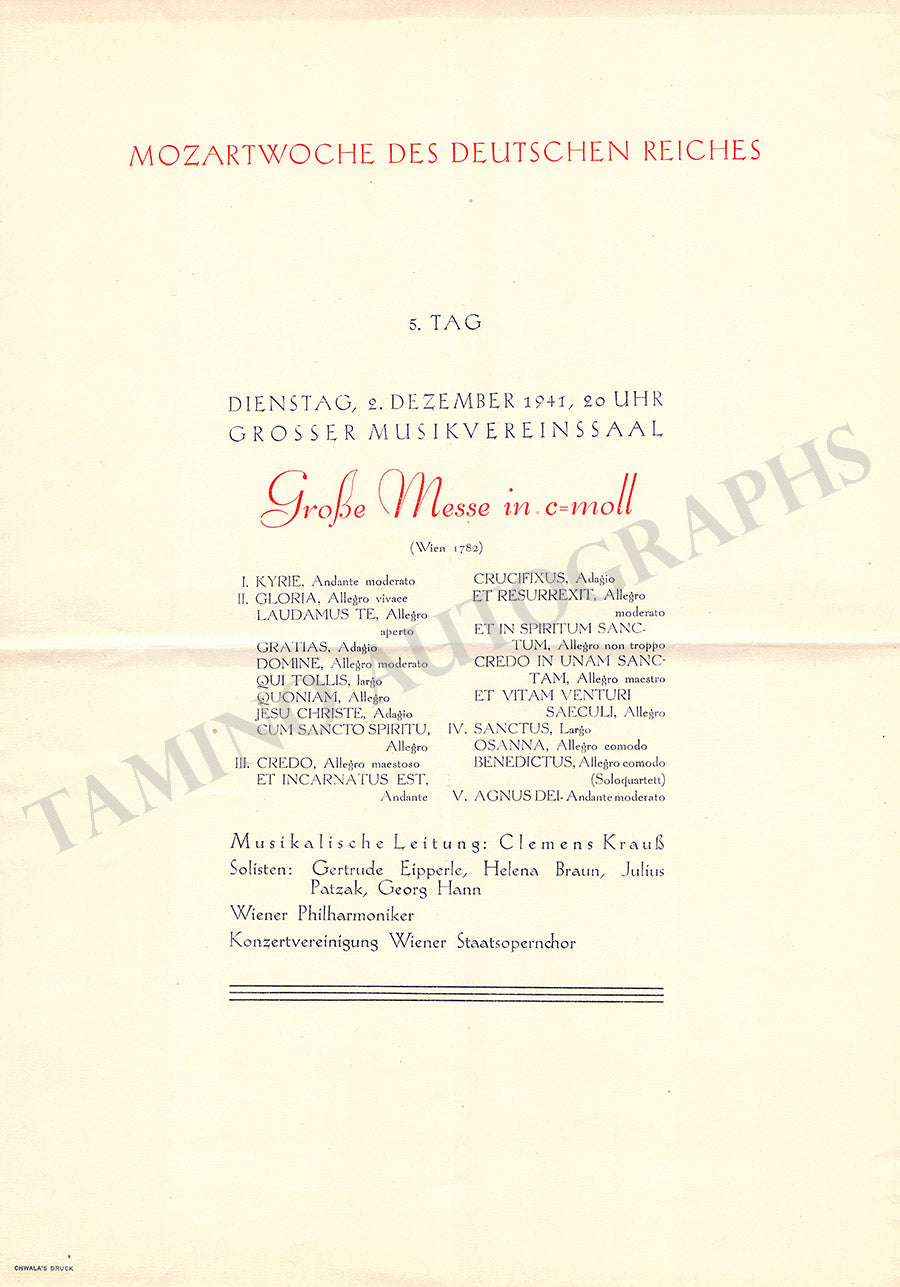 MOZARTWOCHE DES DEUTSCHEN REICHES
5. TAG
DIENSTAG, 2. DEZEMBER 1941, 20 UHR
GROSSER MUSIKVEREINSSAAL
Große Messe in c=moll
(Wien 1782)
I. KYRIE, Andante moderato
II. GLORIA, Allegro vivace
LAUDAMUS TE, Allegro
aperto
GRATIAS, Adagio
DOMINE, Allegro moderato
QUI TOLLIS, largo
QUONIAM, Allegro
JESU CHRISTE, Adagio
CUM SANCTO SPIRITU,
Allegro
III. CREDO, Allegro maestoso
ET INCARNATUS EST,
Andante
CRUCIFIXUS, Adagio
ET RESURREXIT, Allegro
moderato
ET IN SPIRITUM SANC-
TUM, Allegro non troppo
CREDO IN UNAM SANC-
TAM, Allegro maestro
ET VITAM VENTURI
SAECULI, Allegro
IV. SANCTUS, Largo
OSANNA, Allegro comodo
BENEDICTUS, Allegro comodo
(Soloquartett)
V. AGNUS DEI- Andante moderato
Musikalische Leitung: Clemens Krauß
Solisten: Gertrude Eipperle, Helena Braun, Julius
Patzak, Georg Hann
Wiener Philharmoniker
Konzertvereinigung Wiener Staatsopernchor
CHWALA'S DRUCK
TAMINO AUTOGRAPHS